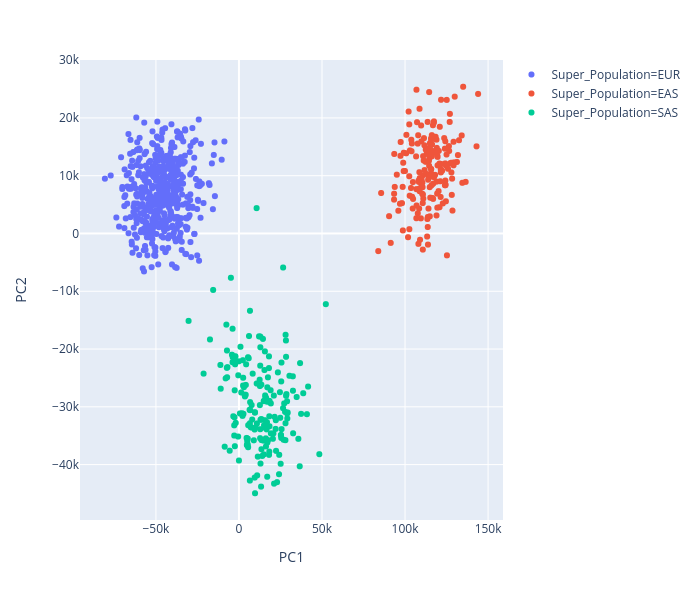 30k
20k
10k
0
−10k
−20k
−30k
−40k
−50k
0
50k
100k
150k
PC1
PC2
Super_Population=EUR
Super_Population=EAS
Super_Population=SAS